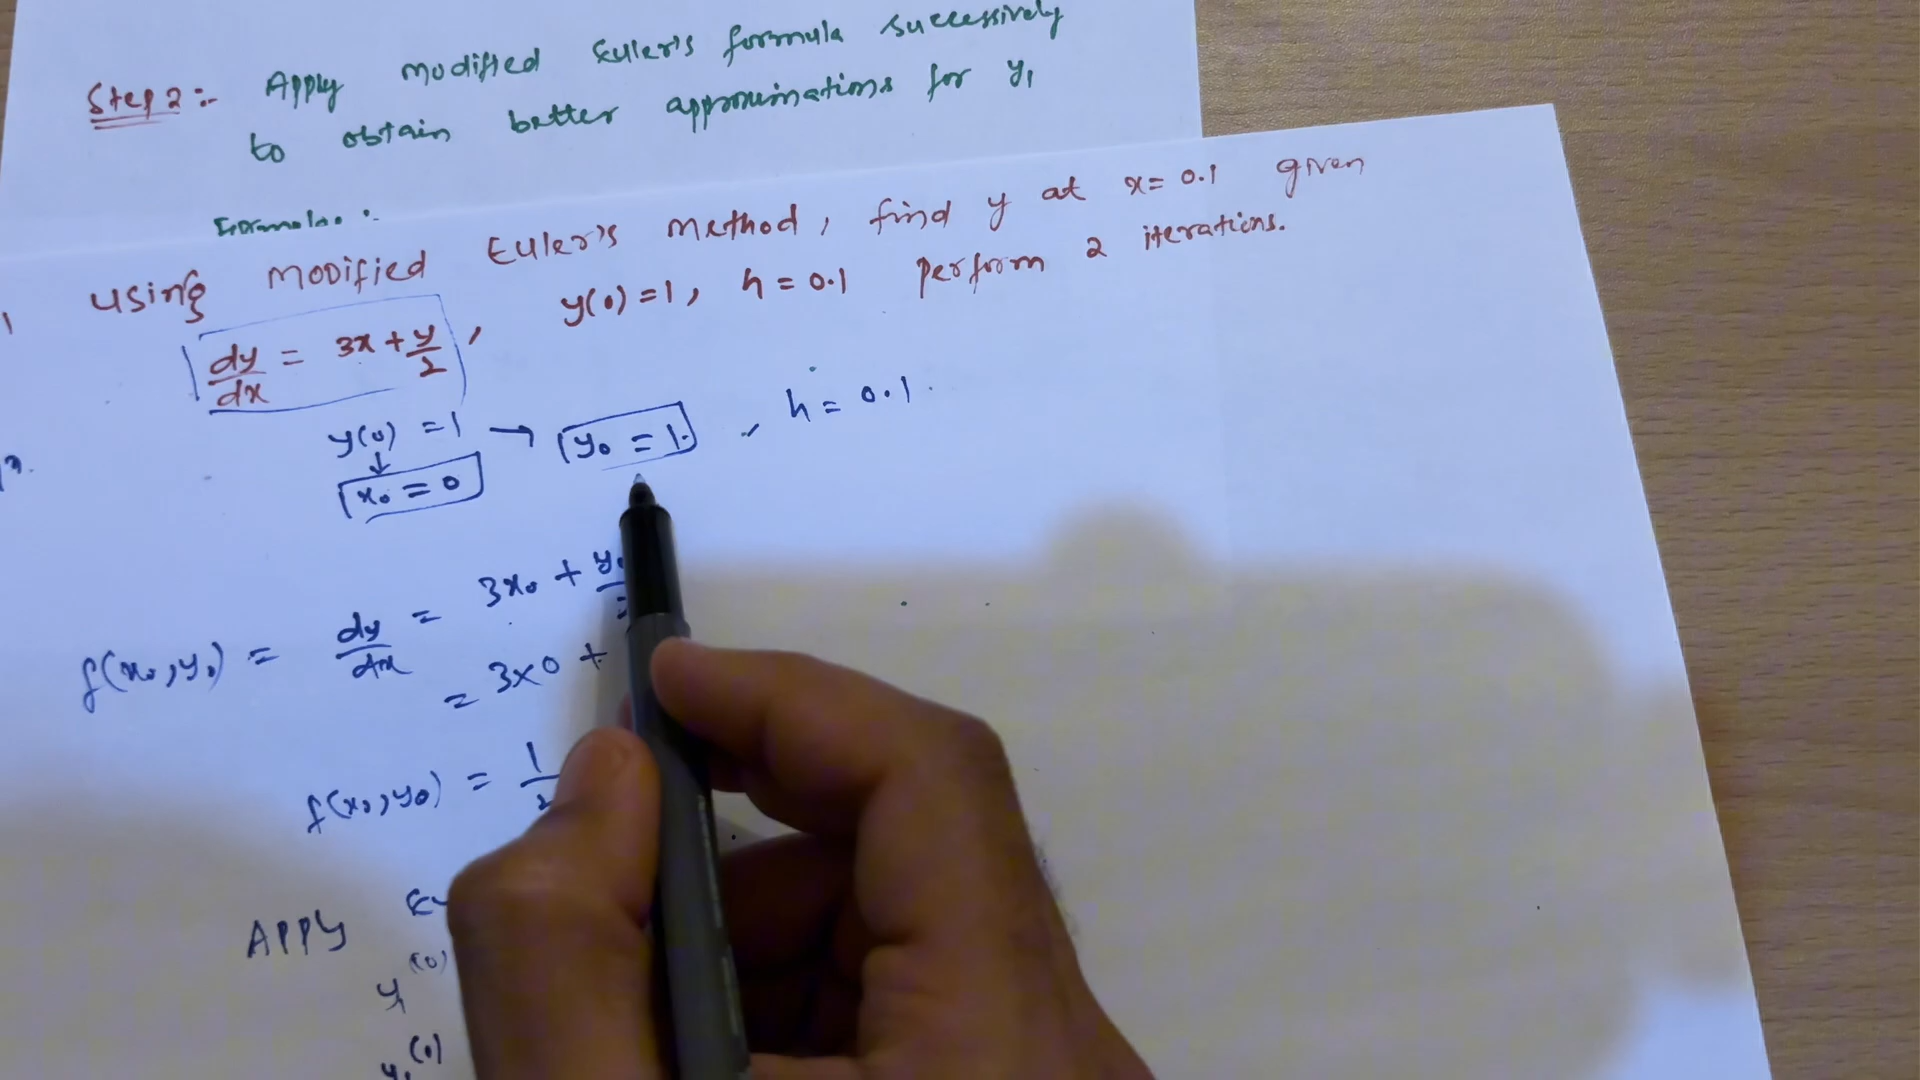 Step 2:- Apply modified Euler's formula successively
to obtain better approximations for y₁
Formula:
1 Using Modified Euler's method, find y at x = 0.1 given
dy/dx = 3x + y/2, y(0) = 1, h = 0.1 perform 2 iterations.
y(0) = 1 → y₀ = 1. , h = 0.1.
↓
x₀ = 0
f(x₀, y₀) = dy/dx = 3x₀ + y₀
= 3×0 +
f(x₀, y₀) = 1/2
Apply
y₁⁽⁰⁾
y₁⁽⁰⁾